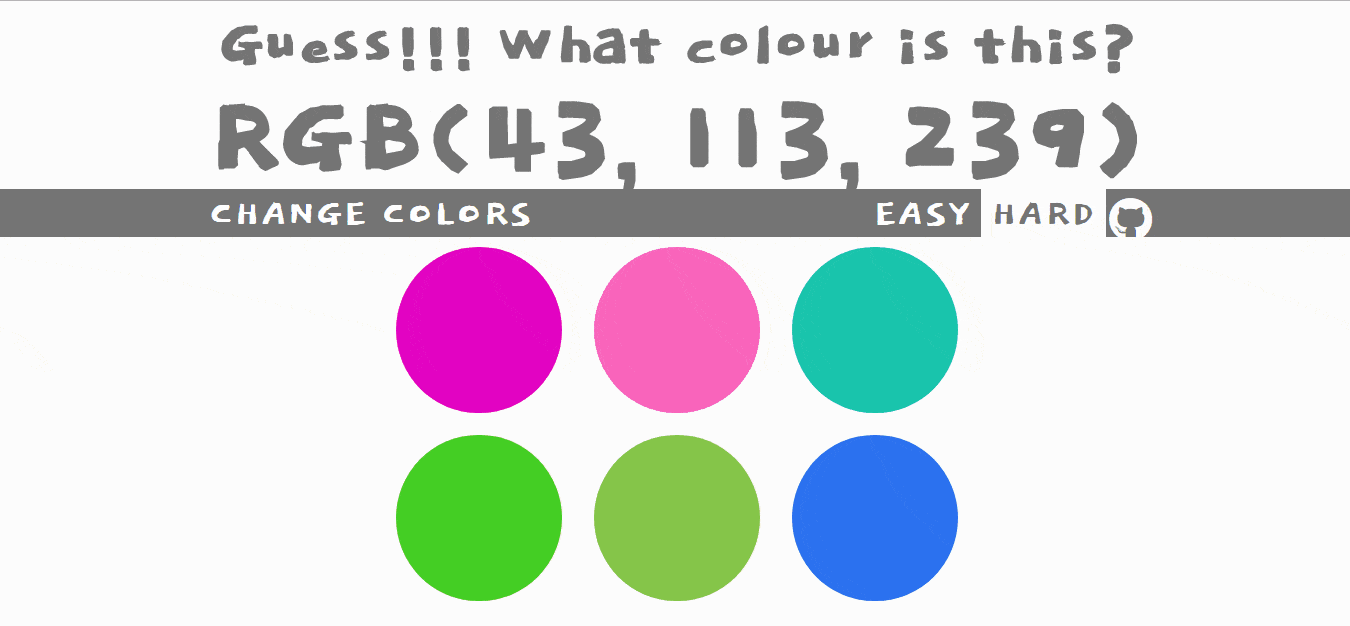 Guess!!! What colour is this?
RGB(43, 113, 239)
CHANGE COLORS EASY HARD